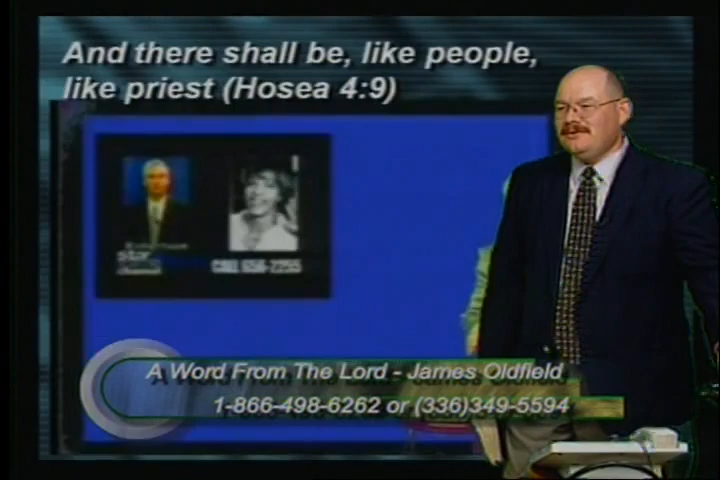 And there shall be, like people,
like priest (Hosea 4:9)
A Word From The Lord - James Oldfield
1-866-498-6262 or (336)349-5594